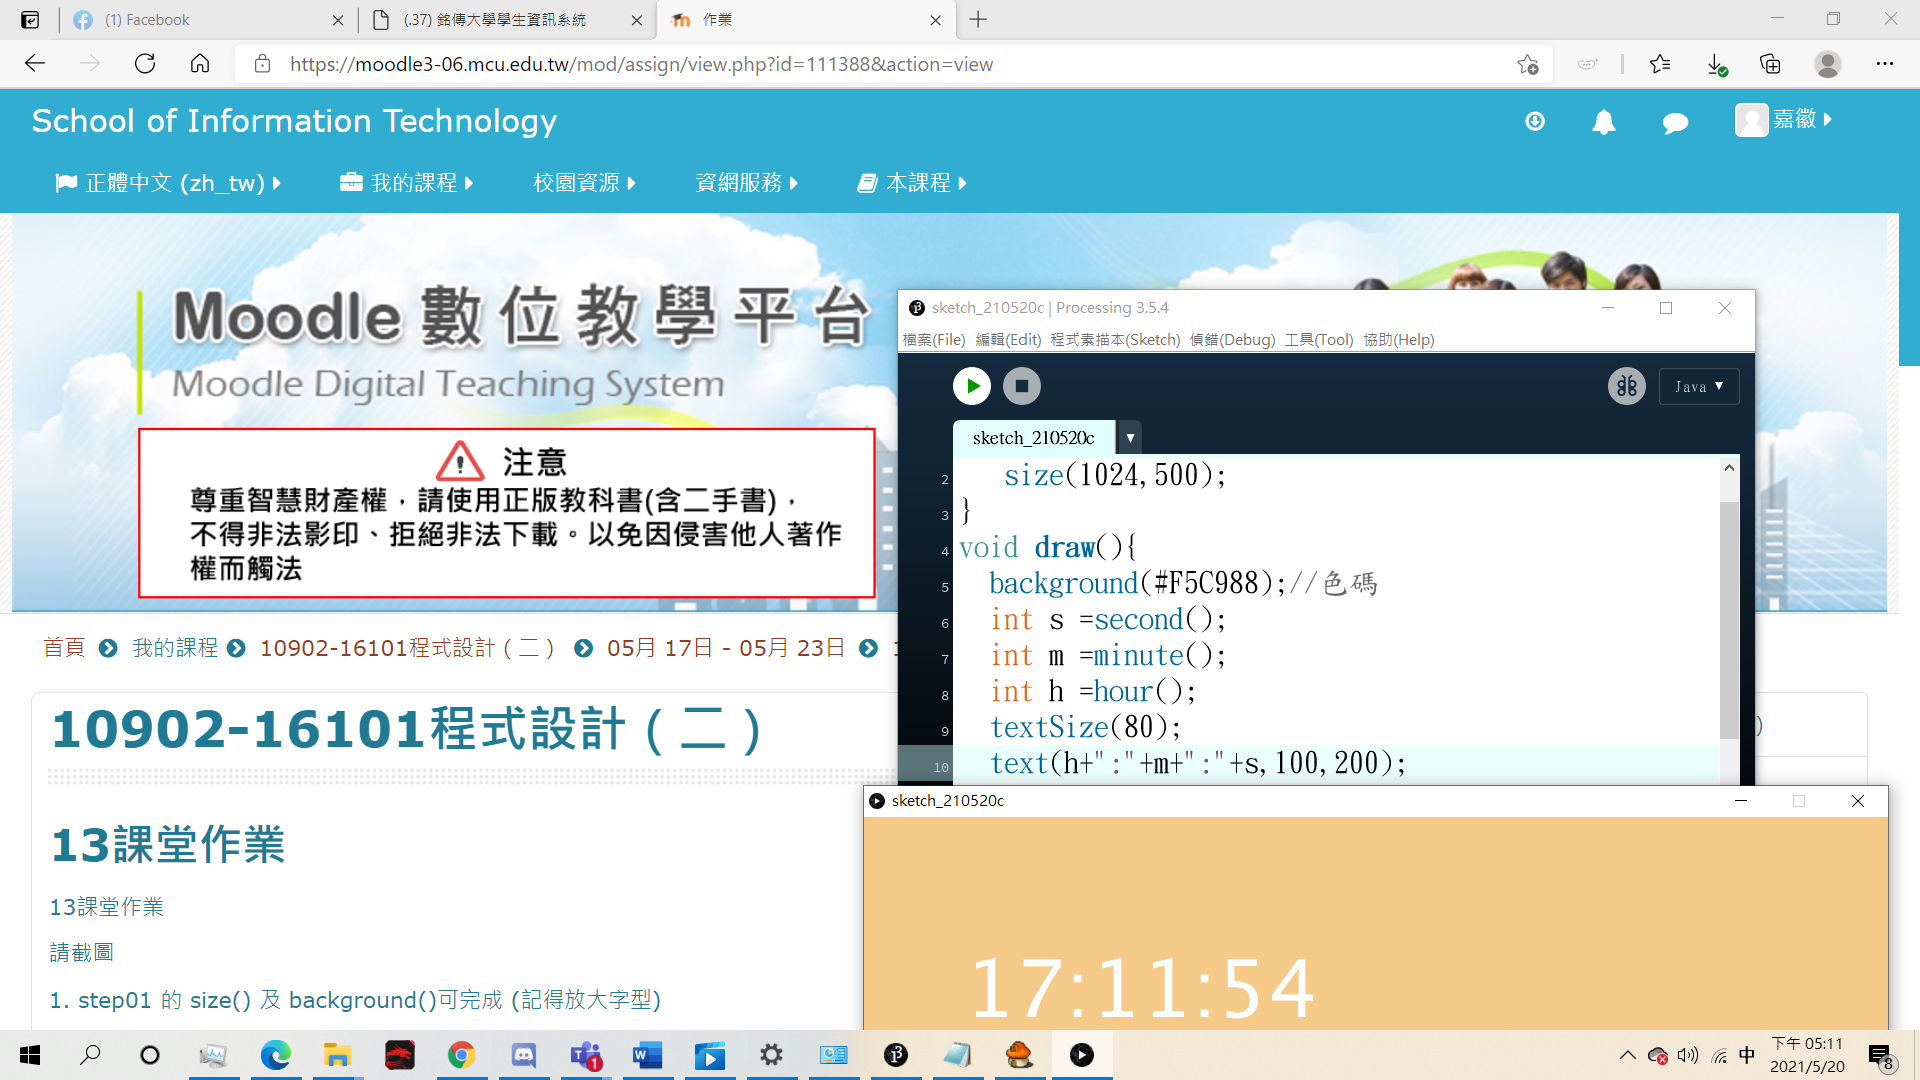 (1) Facebook
(.37) 銘傳大學學生資訊系統
作業
https://moodle3-06.mcu.edu.tw/mod/assign/view.php?id=111388&action=view
School of Information Technology
嘉徽
正體中文 (zh_tw)
我的課程
校園資源
資網服務
本課程
Moodle 數位教學平台
Moodle Digital Teaching System
注意
尊重智慧財產權，請使用正版教科書(含二手書)，
不得非法影印、拒絕非法下載。以免因侵害他人著作
權而觸法
首頁
我的課程
10902-16101程式設計（二）
05月 17日 - 05月 23日
10902-16101程式設計（二）
13課堂作業
13課堂作業
請截圖
1. step01 的 size() 及 background()可完成 (記得放大字型)
sketch_210520c | Processing 3.5.4
檔案(File) 編輯(Edit) 程式素描本(Sketch) 偵錯(Debug) 工具(Tool) 協助(Help)
Java ▼
sketch_210520c ▼
2 size(1024,500);
3 }
4 void draw(){
5 background(#F5C988);//色碼
6 int s =second();
7 int m =minute();
8 int h =hour();
9 textSize(80);
10 text(h+":"+m+":"+s,100,200);
sketch_210520c
17:11:54
1
中
下午 05:11
2021/5/20
8